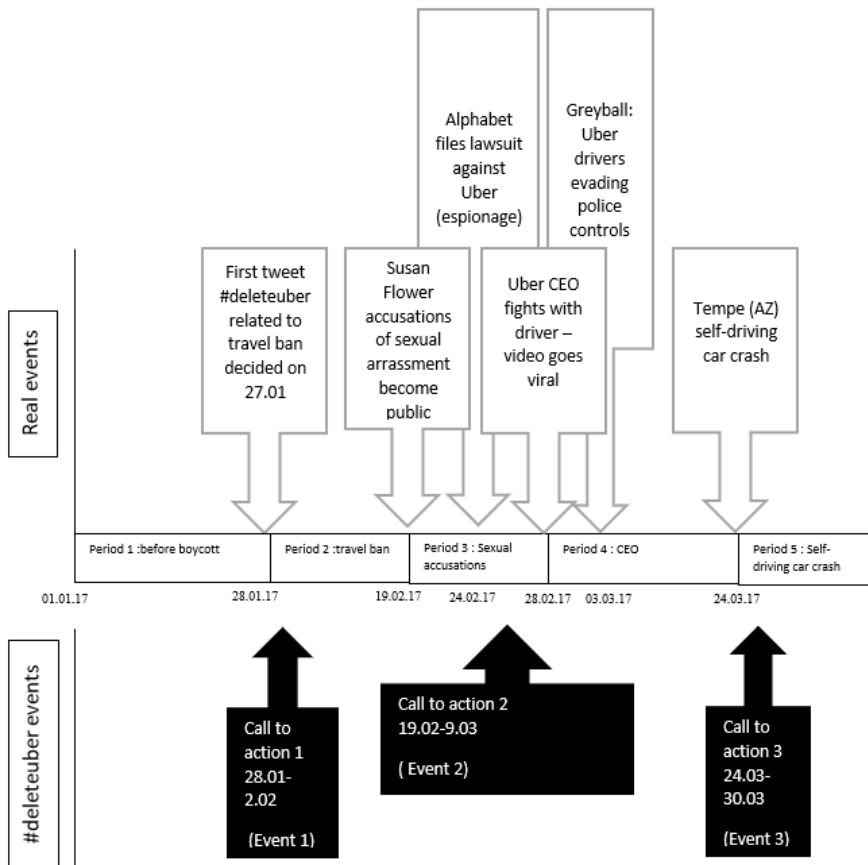 Alphabet
files lawsuit
against
Uber
(espionage)
Greyball:
Uber
drivers
evading
police
controls
Real events
First tweet
#deleteuber
related to
travel ban
decided on
27.01
Susan
Flower
accusations
of sexual
arrassment
become
public
Uber CEO
fights with
driver –
video goes
viral
Tempe (AZ)
self-driving
car crash
Period 1 :before boycott
Period 2 :travel ban
Period 3 : Sexual
accusations
Period 4 : CEO
Period 5 : Self-
driving car crash
01.01.17
28.01.17
19.02.17
24.02.17
28.02.17
03.03.17
24.03.17
#deleteuber events
Call to
action 1
28.01-
2.02
(Event 1)
Call to action 2
19.02-9.03
( Event 2)
Call to
action 3
24.03-
30.03
(Event 3)